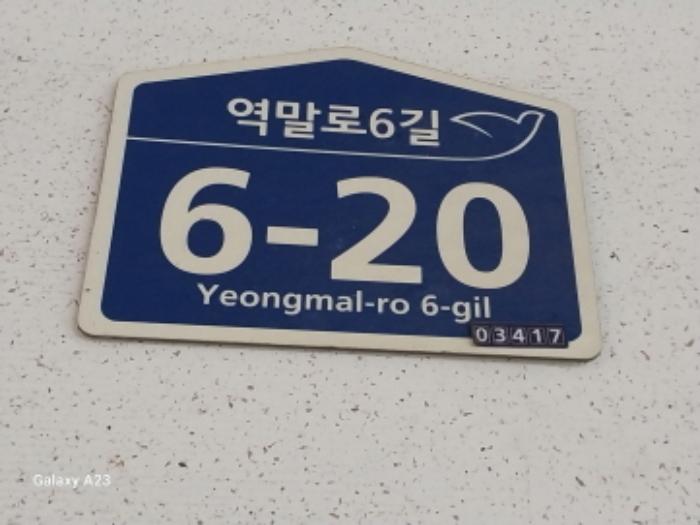 역말로6길
6-20
Yeongmal-ro 6-gil
03417
Galaxy A23